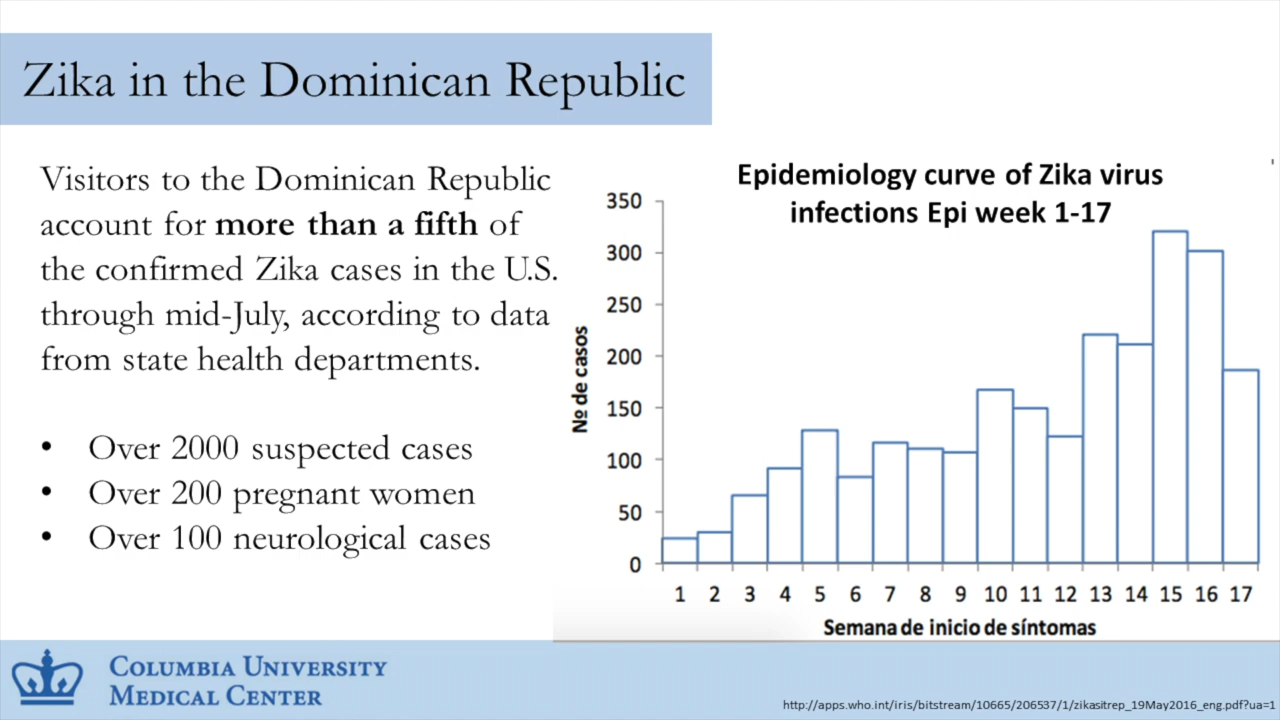 Zika in the Dominican Republic
Visitors to the Dominican Republic
account for more than a fifth of
the confirmed Zika cases in the U.S.
through mid-July, according to data
from state health departments.
• Over 2000 suspected cases
• Over 200 pregnant women
• Over 100 neurological cases
Epidemiology curve of Zika virus
infections Epi week 1-17
Nº de casos
350
300
250
200
150
100
50
0
1 2 3 4 5 6 7 8 9 10 11 12 13 14 15 16 17
Semana de inicio de síntomas
COLUMBIA UNIVERSITY
MEDICAL CENTER
http://apps.who.int/iris/bitstream/10665/206537/1/zikasitrep_19May2016_eng.pdf?ua=1